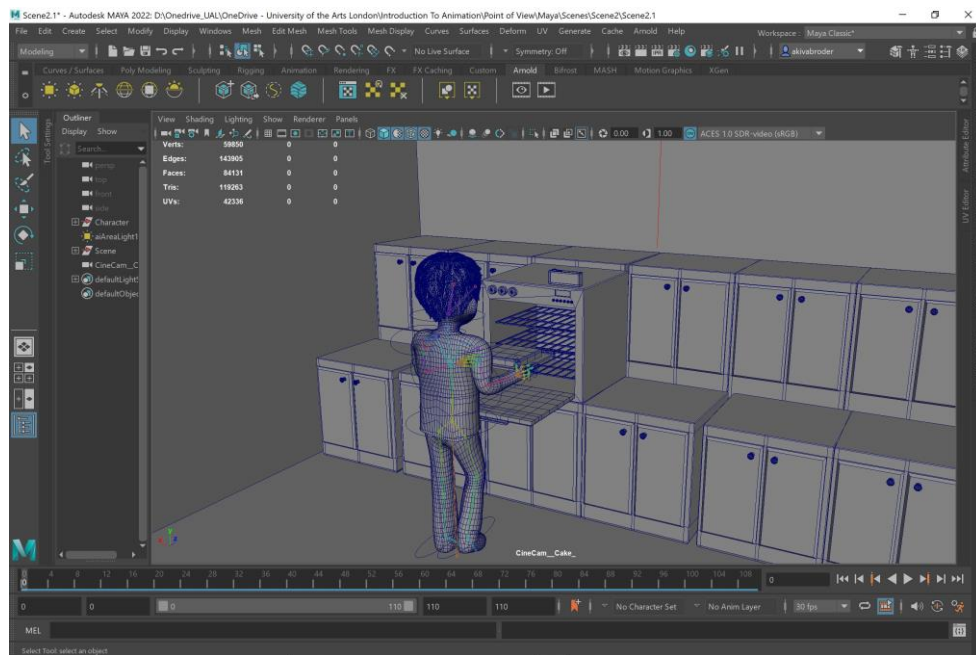 Scene2.1* - Autodesk MAYA 2022: D:\Onedrive_UAL\OneDrive - University of the Arts London\Introduction To Animation\Point of View\Maya\Scenes\Scene2\Scene2.1
File Edit Create Select Modify Display Windows Mesh Edit Mesh Mesh Tools Mesh Display Curves Surfaces Deform UV Generate Cache Arnold Help Workspace: Maya Classic*
Modeling No Live Surface Symmetry: Off akivabroder
Curves / Surfaces Poly Modeling Sculpting Rigging Animation Rendering FX FX Caching Custom Arnold Bifrost MASH Motion Graphics XGen
Outliner
Display Show
Search...
persp
top
front
side
Character
aiAreaLight1
Scene
CineCam__C
defaultLightS
defaultObjec
Tool Settings
View Shading Lighting Show Renderer Panels
0.00 1.00 ACES 1.0 SDR-video (sRGB)
Verts: 59850 0 0
Edges: 143905 0 0
Faces: 84131 0 0
Tris: 119263 0 0
UVs: 42336 0 0
Attribute Editor
UV Editor
CineCam__Cake_
0 4 8 12 16 20 24 28 32 36 40 44 48 52 56 60 64 68 72 76 80 84 88 92 96 100 104 108 0
0
0 0 0 110 110 110 No Character Set No Anim Layer 30 fps
MEL
Select Tool: select an object